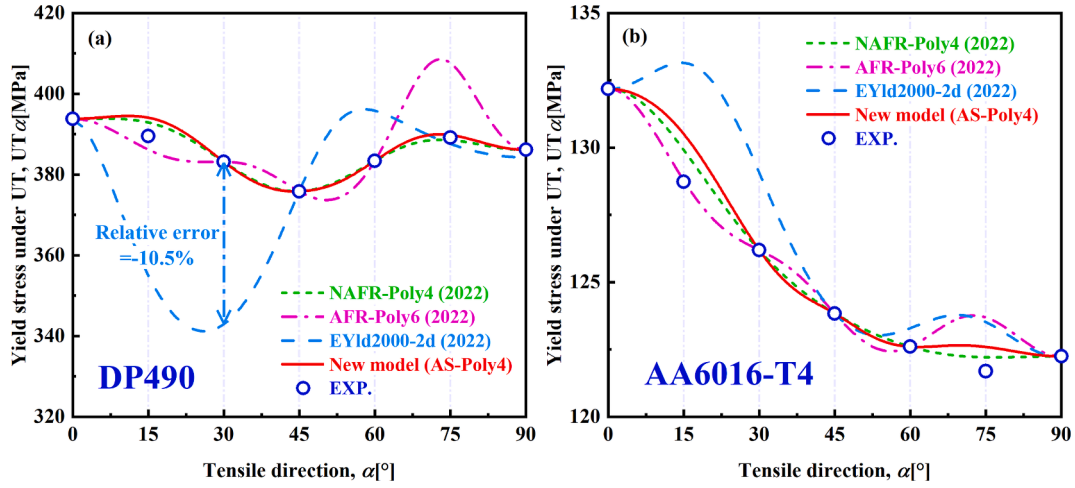 Yield stress under UT, UTα[MPa]
420
400
380
360
340
320
(a)
Relative error
=-10.5%
NAFR-Poly4 (2022)
AFR-Poly6 (2022)
EYld2000-2d (2022)
New model (AS-Poly4)
EXP.
DP490
0 15 30 45 60 75 90
Tensile direction, α[°]
Yield stress under UT, UTα[MPa]
135
130
125
120
(b)
NAFR-Poly4 (2022)
AFR-Poly6 (2022)
EYld2000-2d (2022)
New model (AS-Poly4)
EXP.
AA6016-T4
0 15 30 45 60 75 90
Tensile direction, α[°]